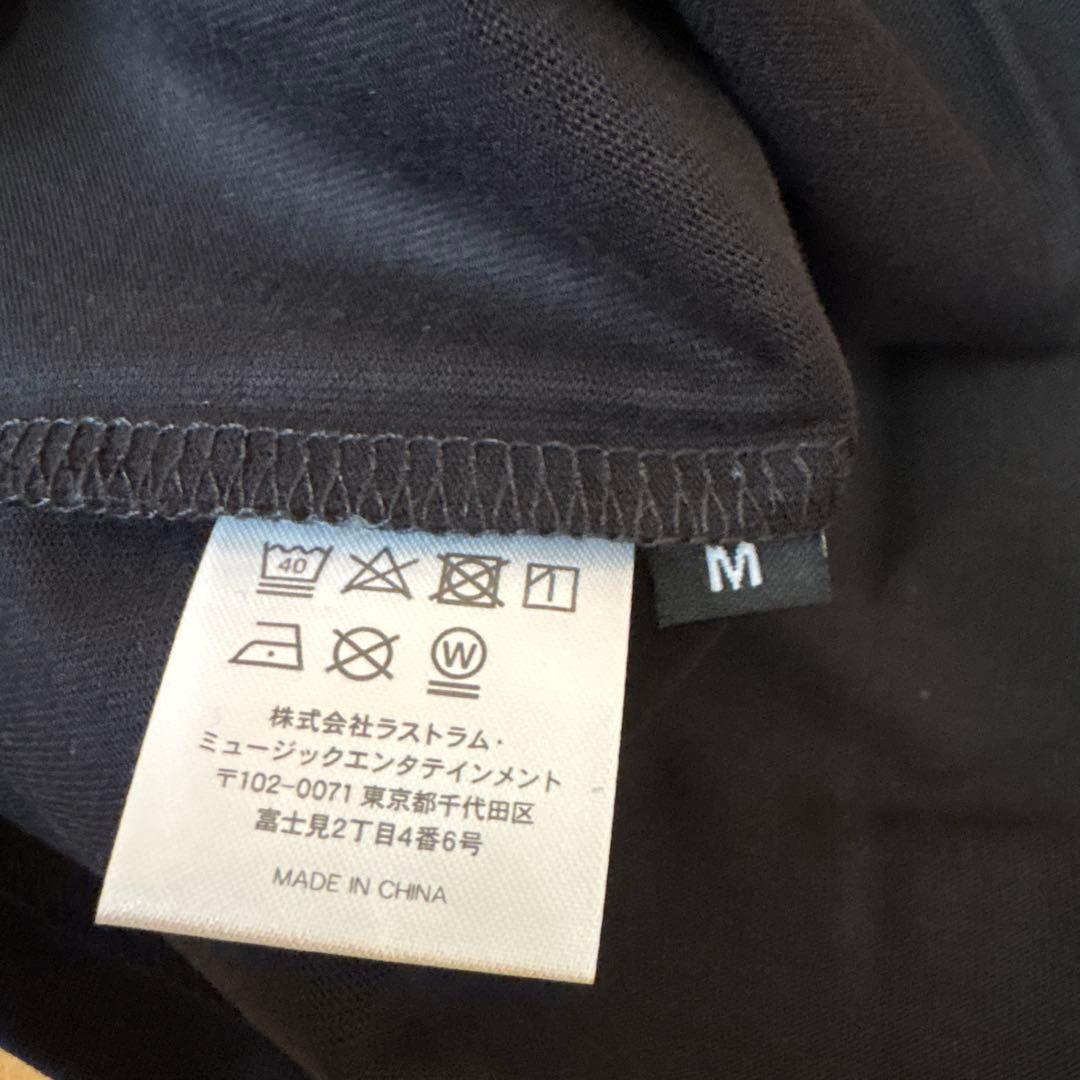 40
M
W
株式会社ラストラム・
ミュージックエンタテインメント
〒102-0071 東京都千代田区
富士見2丁目4番6号
MADE IN CHINA